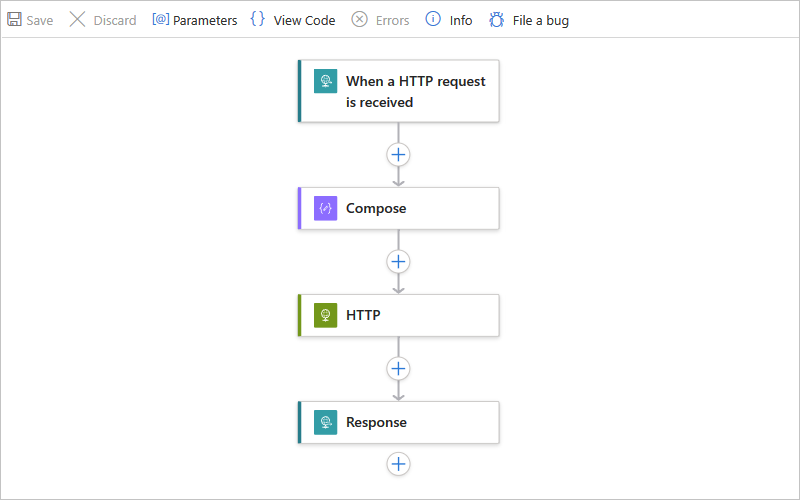 Save Discard [@] Parameters { } View Code Errors Info File a bug
When a HTTP request
is received
Compose
HTTP
Response